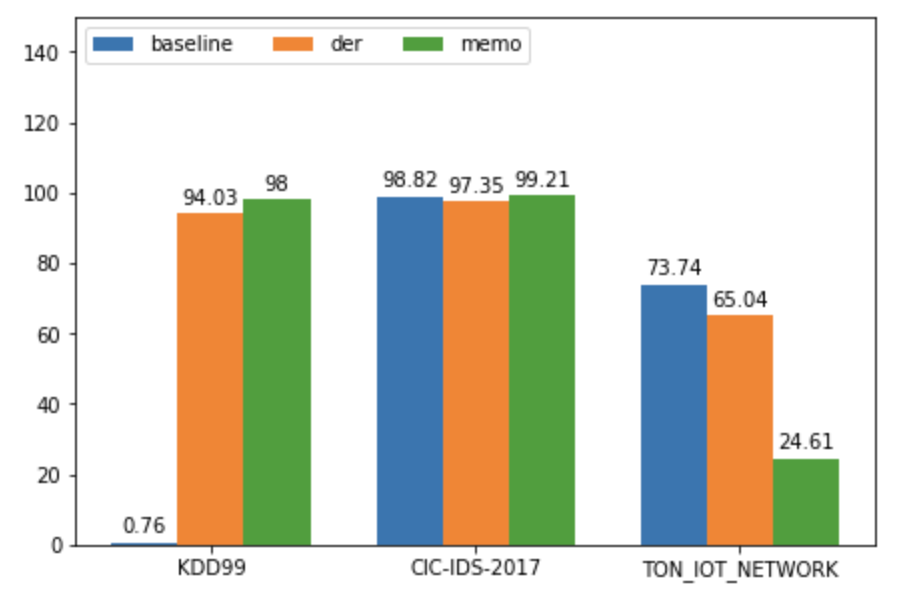 baseline der memo
140
120
100
80
60
40
20
0
0.76 94.03 98
98.82 97.35 99.21
73.74 65.04 24.61
KDD99 CIC-IDS-2017 TON_IOT_NETWORK